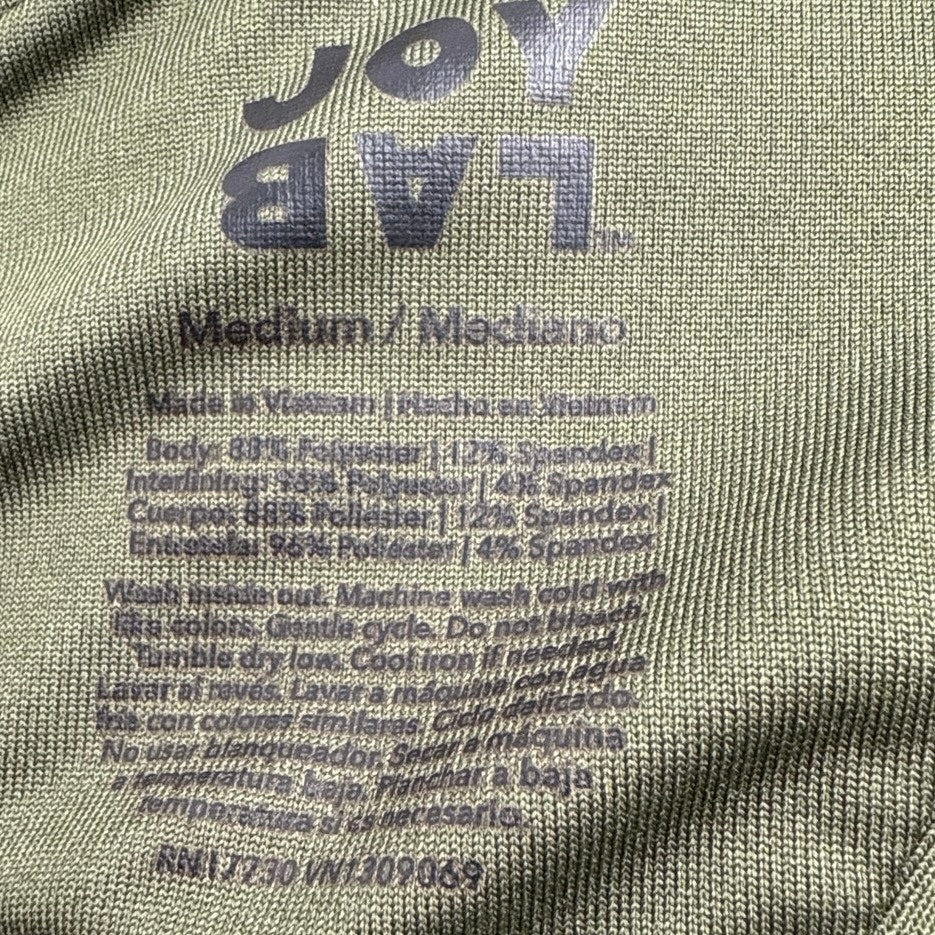 JOY
LAB
TM
Medium / Mediano
Made in Vietnam | Hecho en Vietnam
Body: 88% Polyester | 12% Spandex |
Interlining: 96% Polyester | 4% Spandex
Cuerpo: 88% Poliéster | 12% Spandex |
Entretela: 96% Poliéster | 4% Spandex
Wash inside out. Machine wash cold with
like colors. Gentle cycle. Do not bleach.
Tumble dry low. Cool iron if needed.
Lavar al revés. Lavar a máquina con agua
fría con colores similares. Ciclo delicado.
No usar blanqueador. Secar a máquina
a temperatura baja. Planchar a baja
temperatura si es necesario.
RN17730 VN1309069